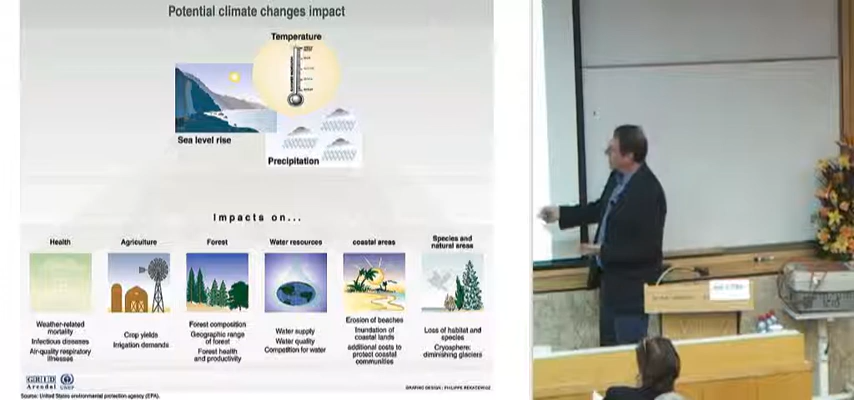 Potential climate changes impact
Temperature
Sea level rise
Precipitation
Impacts on...
Health
Agriculture
Forest
Water resources
coastal areas
Species and
natural areas
Weather-related
mortality
Infectious diseases
Air-quality respiratory
illnesses
Crop yields
Irrigation demands
Forest composition
Geographic range
of forest
Forest health
and productivity
Water supply
Water quality
Competition for water
Erosion of beaches
Inundation of
coastal lands
additional costs to
protect coastal
communities
Loss of habitat and
species
Cryosphere:
diminishing glaciers
GRID
Arendal UNEP
GRAPHIC DESIGN : PHILIPPE REKACEWICZ
Source: United States environmental protection agency (EPA).